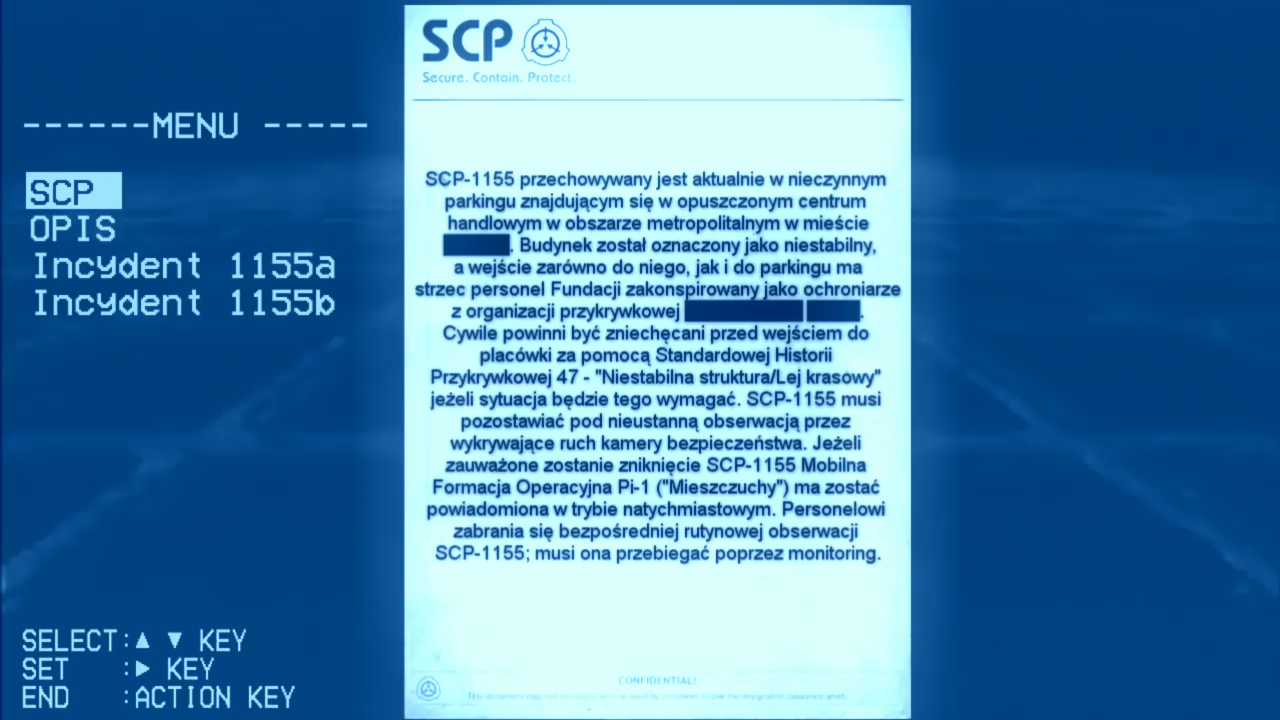 ------MENU -----
SCP
OPIS
Incydent 1155a
Incydent 1155b
SELECT:▲ ▼ KEY
SET :► KEY
END :ACTION KEY
SCP
Secure. Contain. Protect.
SCP-1155 przechowywany jest aktualnie w nieczynnym
parkingu znajdującym się w opuszczonym centrum
handlowym w obszarze metropolitalnym w mieście
. Budynek został oznaczony jako niestabilny,
a wejście zarówno do niego, jak i do parkingu ma
strzec personel Fundacji zakonspirowany jako ochroniarze
z organizacji przykrywkowej .
Cywile powinni być zniechęcani przed wejściem do
placówki za pomocą Standardowej Historii
Przykrywkowej 47 - "Niestabilna struktura/Lej krasowy"
jeżeli sytuacja będzie tego wymagać. SCP-1155 musi
pozostawiać pod nieustanną obserwacją przez
wykrywające ruch kamery bezpieczeństwa. Jeżeli
zauważone zostanie zniknięcie SCP-1155 Mobilna
Formacja Operacyjna Pi-1 ("Mieszczuchy") ma zostać
powiadomiona w trybie natychmiastowym. Personelowi
zabrania się bezpośredniej rutynowej obserwacji
SCP-1155; musi ona przebiegać poprzez monitoring.
CONFIDENTIAL!